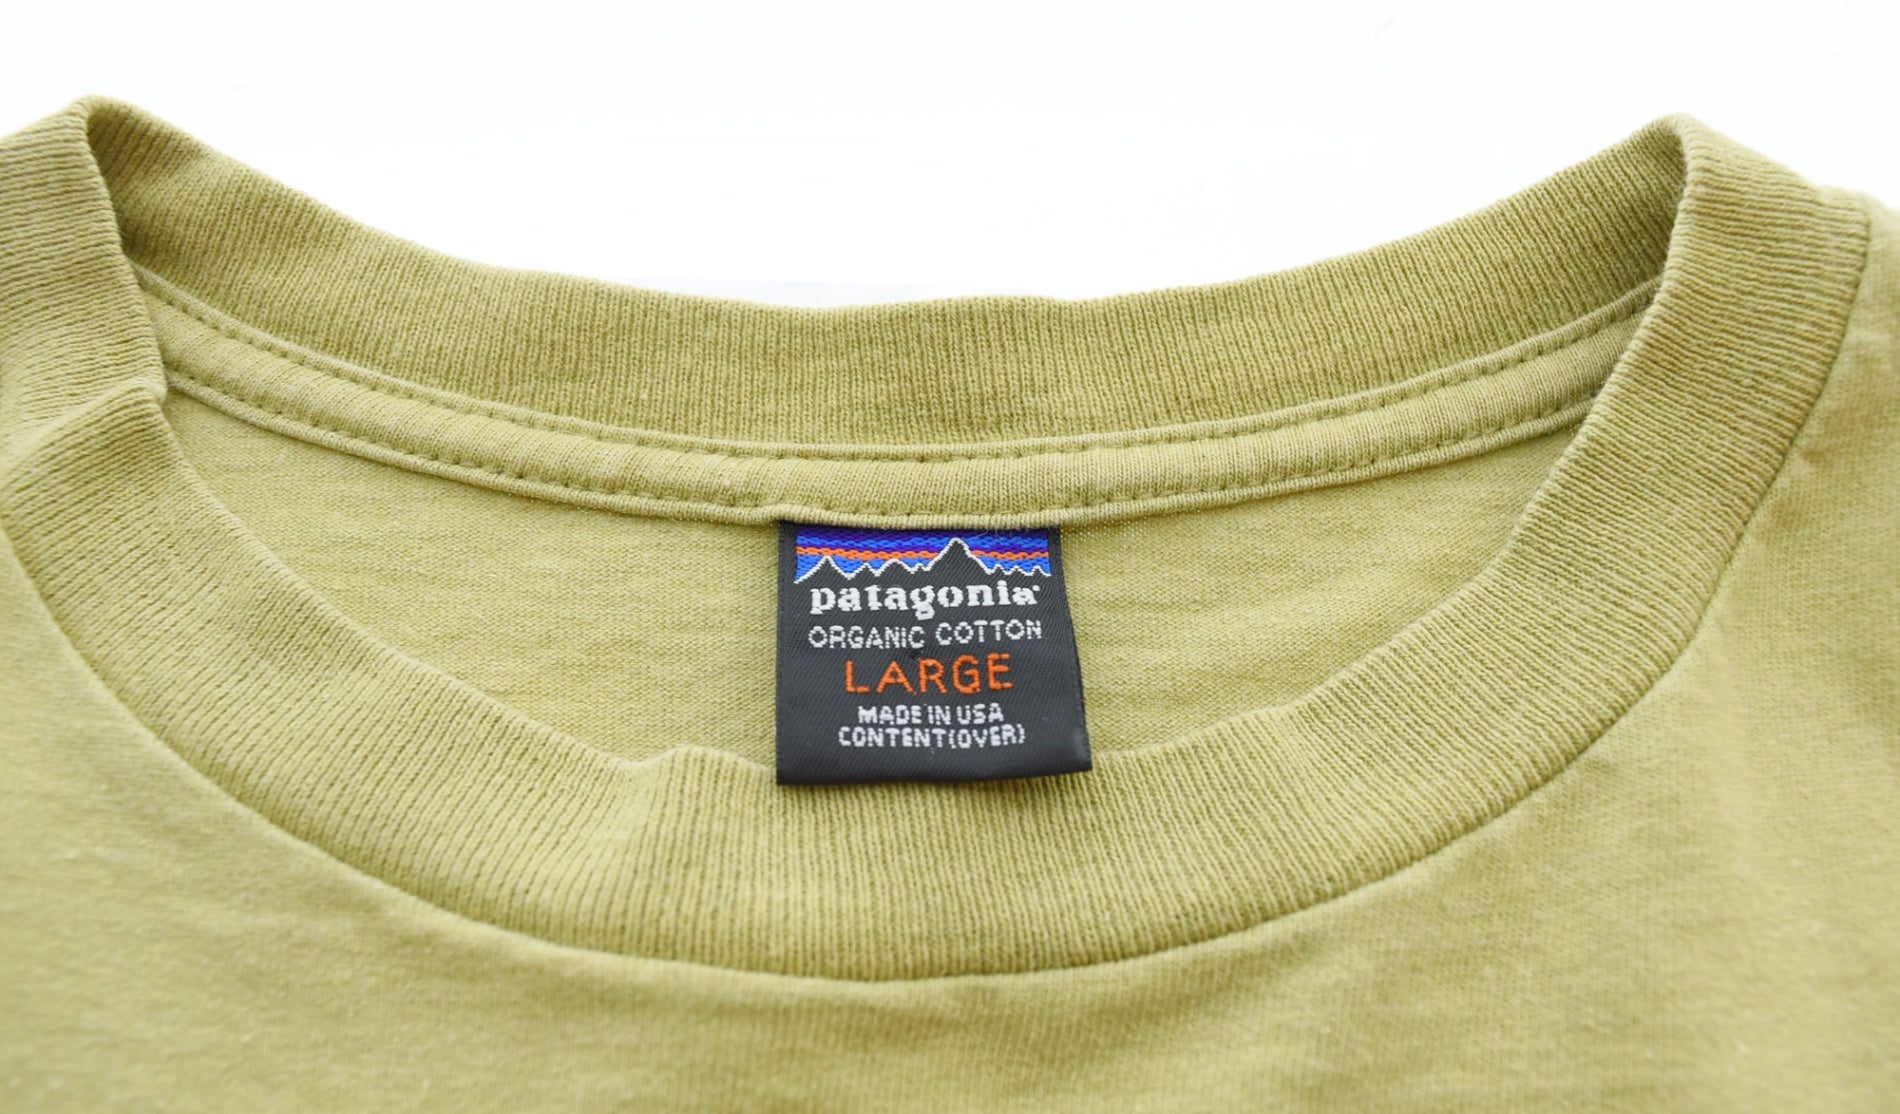 patagonia
ORGANIC COTTON
LARGE
MADE IN USA
CONTENT(OVER)